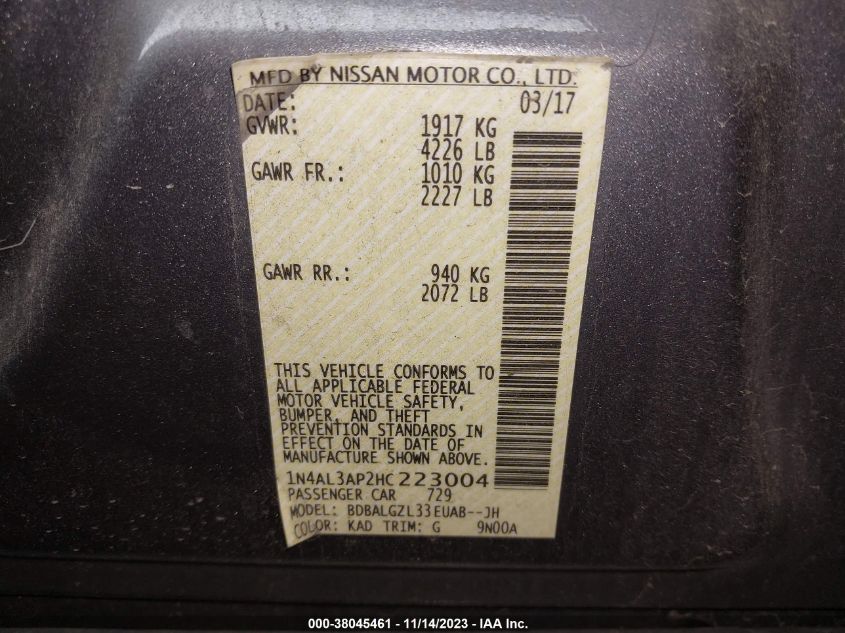 MFD BY NISSAN MOTOR CO., LTD.
DATE: 03/17
GVWR: 1917 KG
4226 LB
GAWR FR.: 1010 KG
2227 LB
GAWR RR.: 940 KG
2072 LB
THIS VEHICLE CONFORMS TO
ALL APPLICABLE FEDERAL
MOTOR VEHICLE SAFETY,
BUMPER, AND THEFT
PREVENTION STANDARDS IN
EFFECT ON THE DATE OF
MANUFACTURE SHOWN ABOVE.
1N4AL3AP2HC223004
PASSENGER CAR 729
MODEL: BDBALGZL33EUAB--JH
COLOR: KAD TRIM: G 9N00A
000-38045461 - 11/14/2023 - IAA Inc.